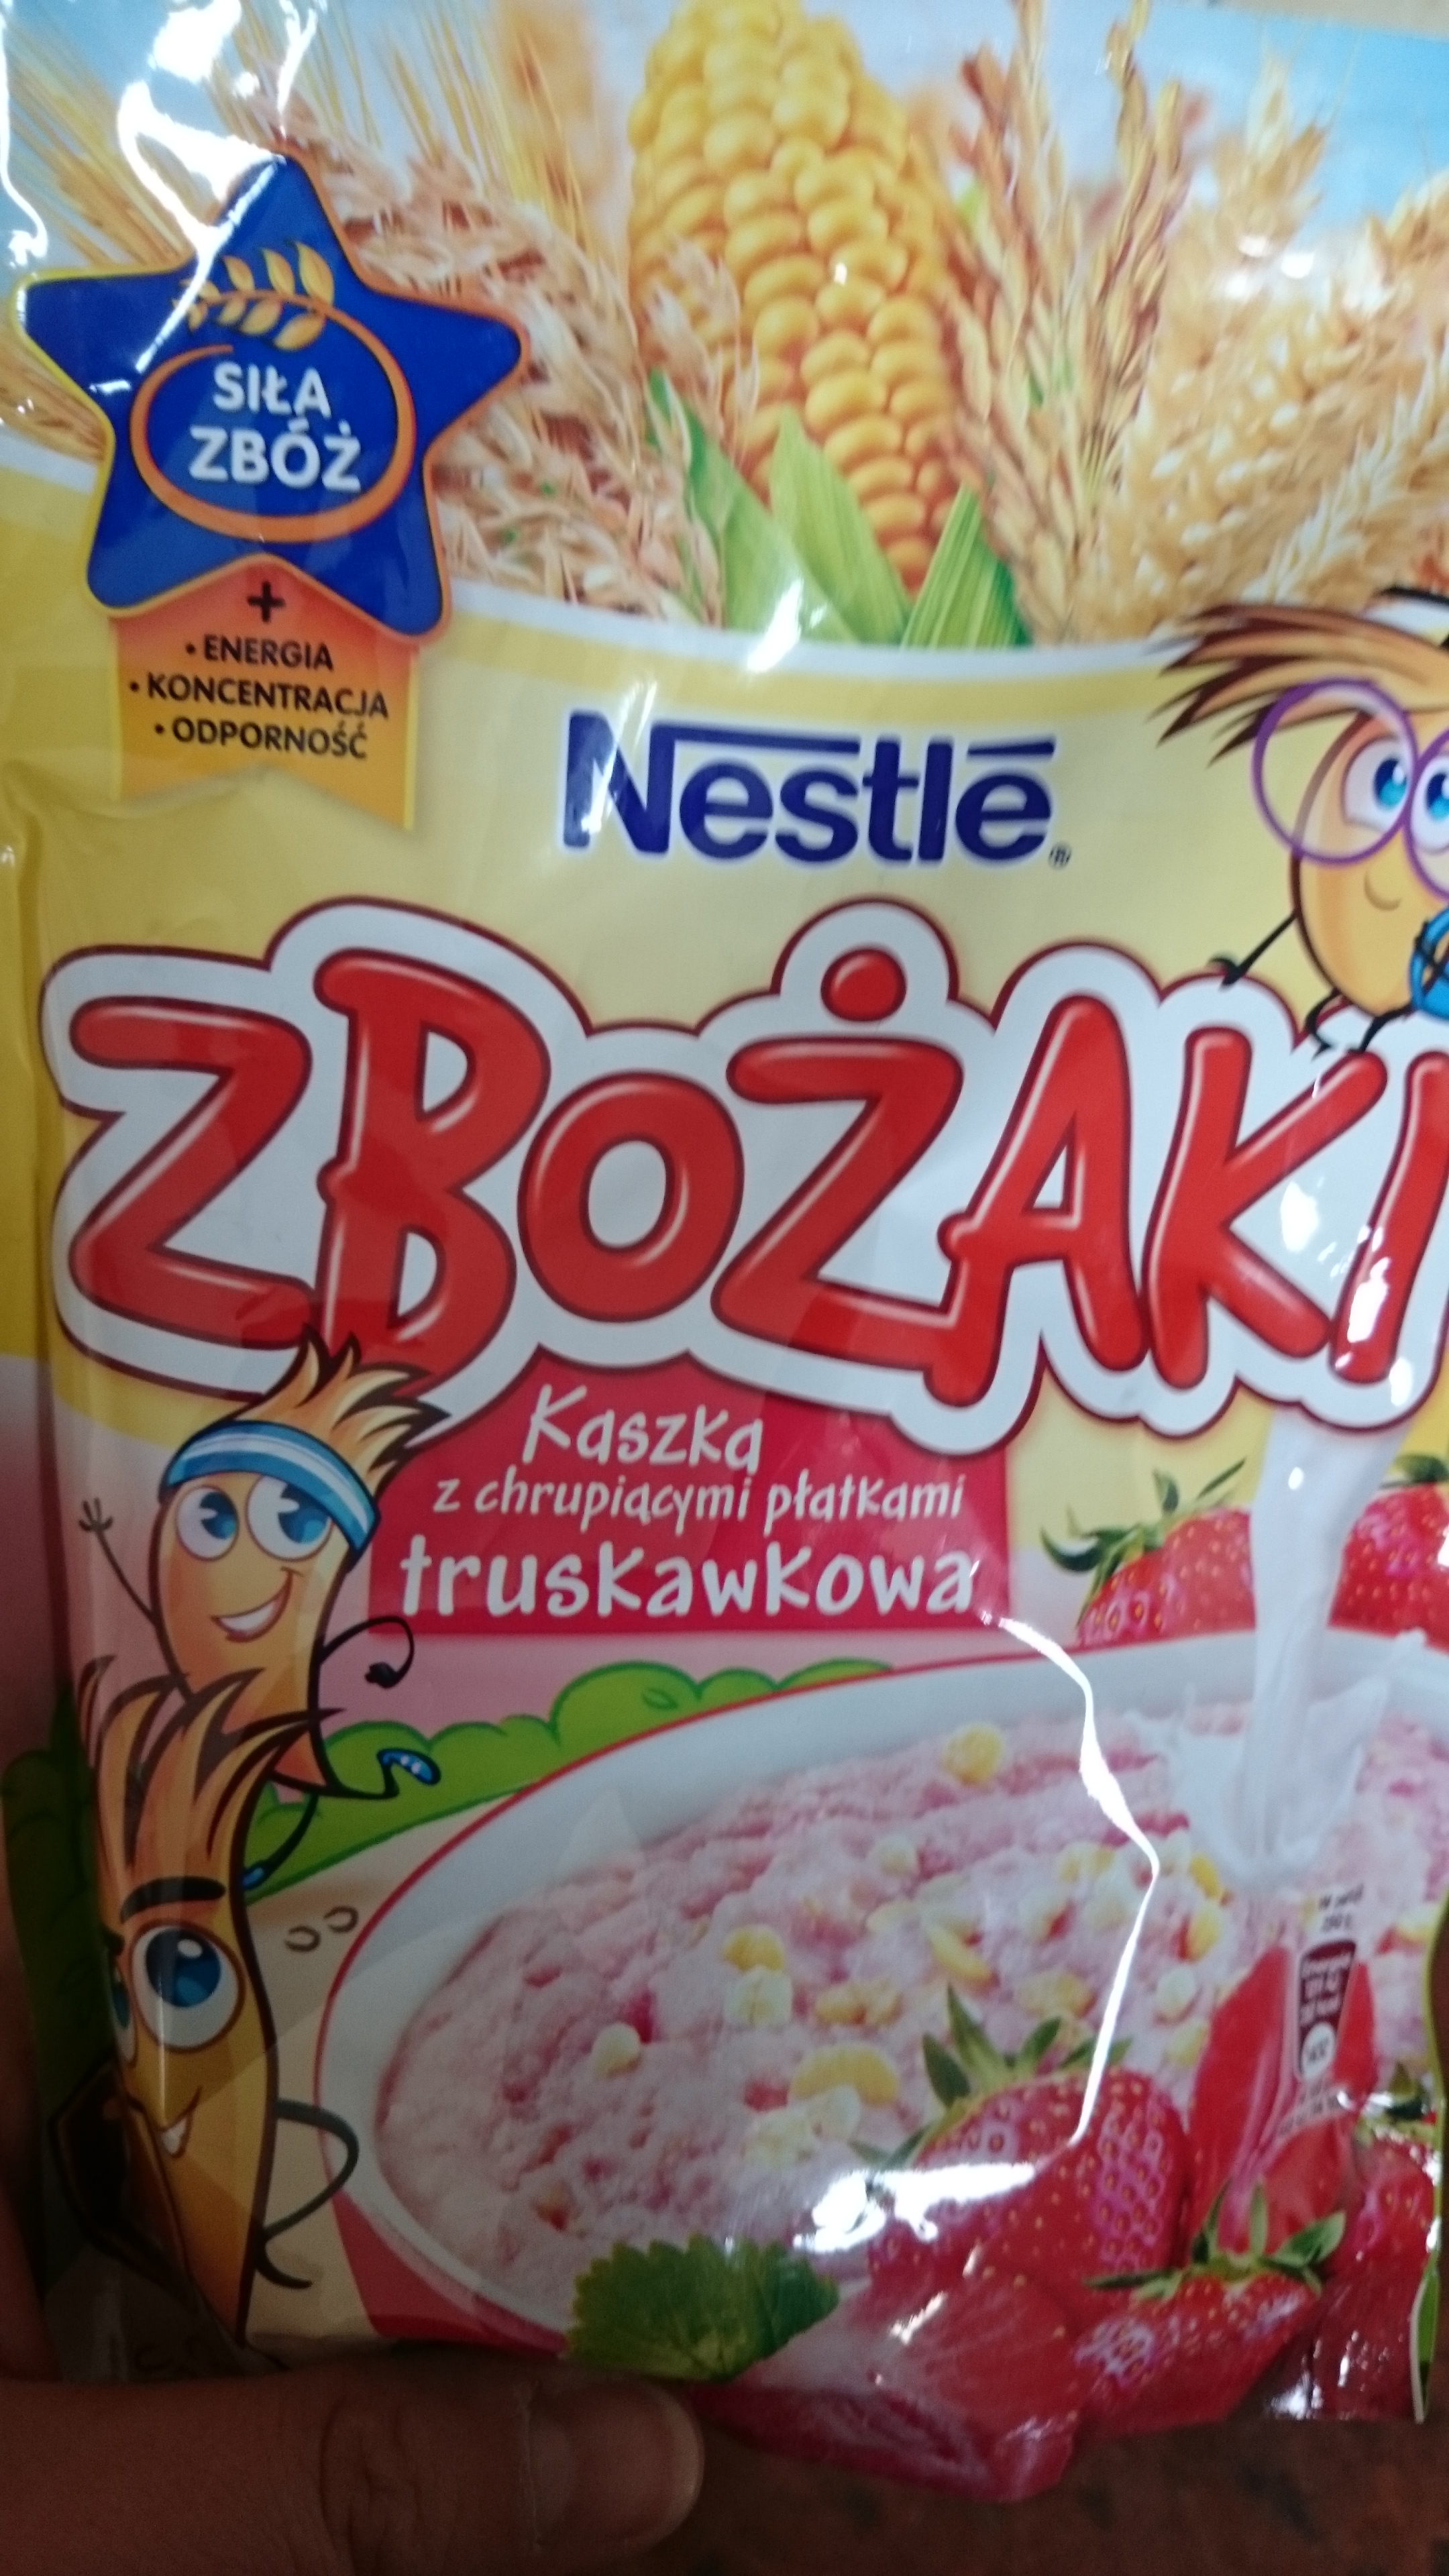 SIŁA
ZBÓŻ
+
• ENERGIA
• KONCENTRACJA
• ODPORNOŚĆ
Nestlé®
ZBOŻAKI
Kaszka
z chrupiącymi płatkami
truskawkowa